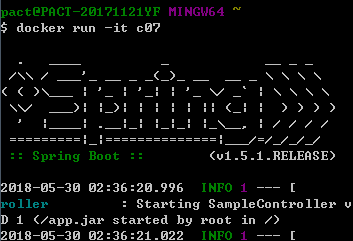 pact@PACT-20171121YF MINGW64 ~
$ docker run -it c07
  .   ____          _            __ _ _
 /\\ / ___'_ __ _ _(_)_ __  __ _ \ \ \ \
( ( )\___ | '_ | '_| | '_ \/ _` | \ \ \ \
 \\/  ___)| |_)| | | | | || (_| |  ) ) ) )
  '  |____| .__|_| |_|_| |_\__, | / / / /
 =========|_|==============|___/=/_/_/_/
 :: Spring Boot ::        (v1.5.1.RELEASE)
2018-05-30 02:36:20.996  INFO 1 --- [
roller         : Starting SampleController v
D 1 (/app.jar started by root in /)
2018-05-30 02:36:21.022  INFO 1 --- [